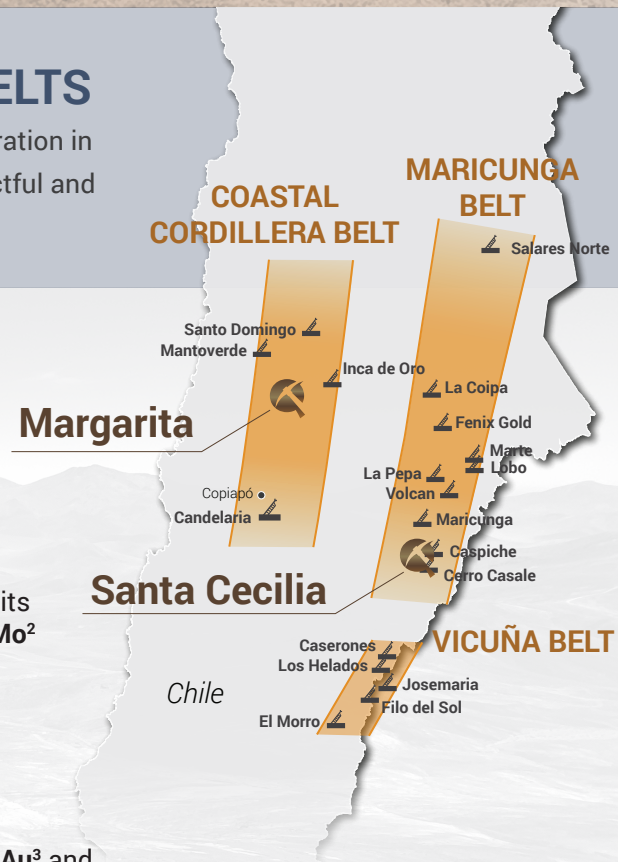 ELTS
ration in
ctful and
MARICUNGA
BELT
COASTAL
CORDILLERA BELT
Salares Norte
Santo Domingo
Mantoverde
Inca de Oro
La Coipa
Margarita
Fenix Gold
Marte
Lobo
La Pepa
Volcan
Copiapó
Candelaria
Maricunga
Caspiche
Cerro Casale
Santa Cecilia
its
Mo²
VICUÑA BELT
Caserones
Los Helados
Chile
Josemaria
Filo del Sol
El Morro
Au³ and